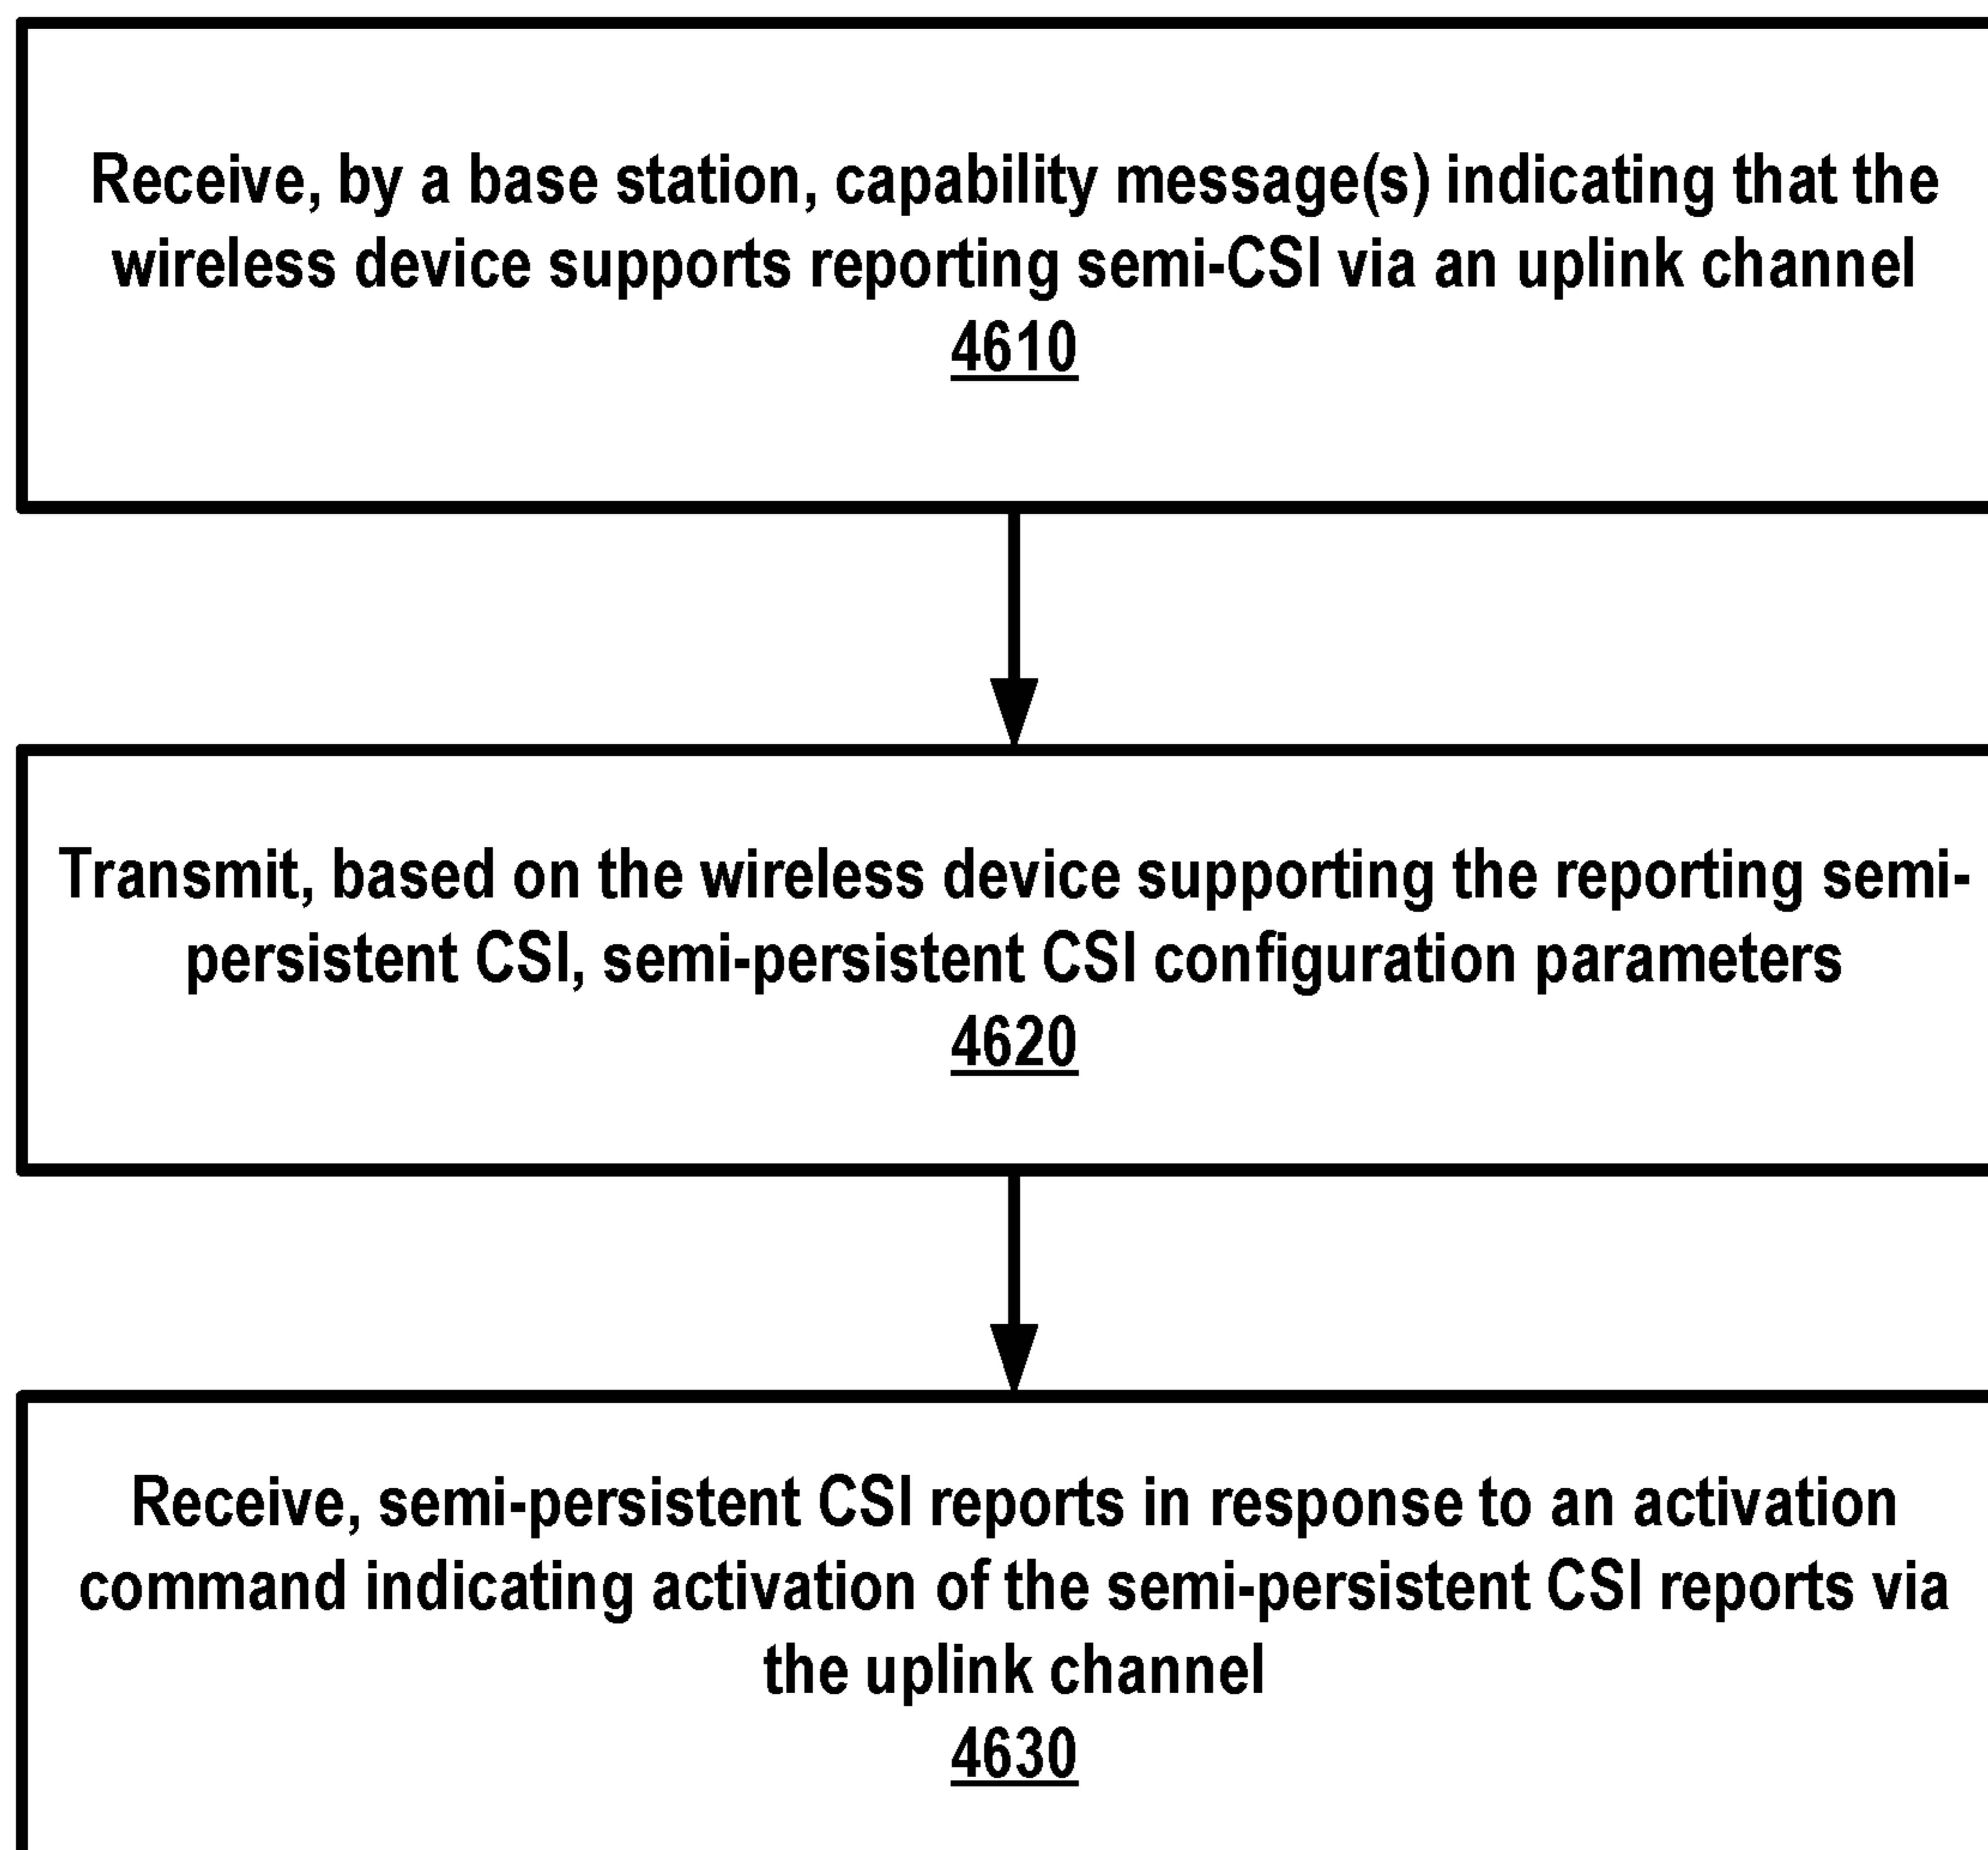 Receive, by a base station, capability message(s) indicating that the
wireless device supports reporting semi-CSI via an uplink channel
4610
Transmit, based on the wireless device supporting the reporting semi-
persistent CSI, semi-persistent CSI configuration parameters
4620
Receive, semi-persistent CSI reports in response to an activation
command indicating activation of the semi-persistent CSI reports via
the uplink channel
4630